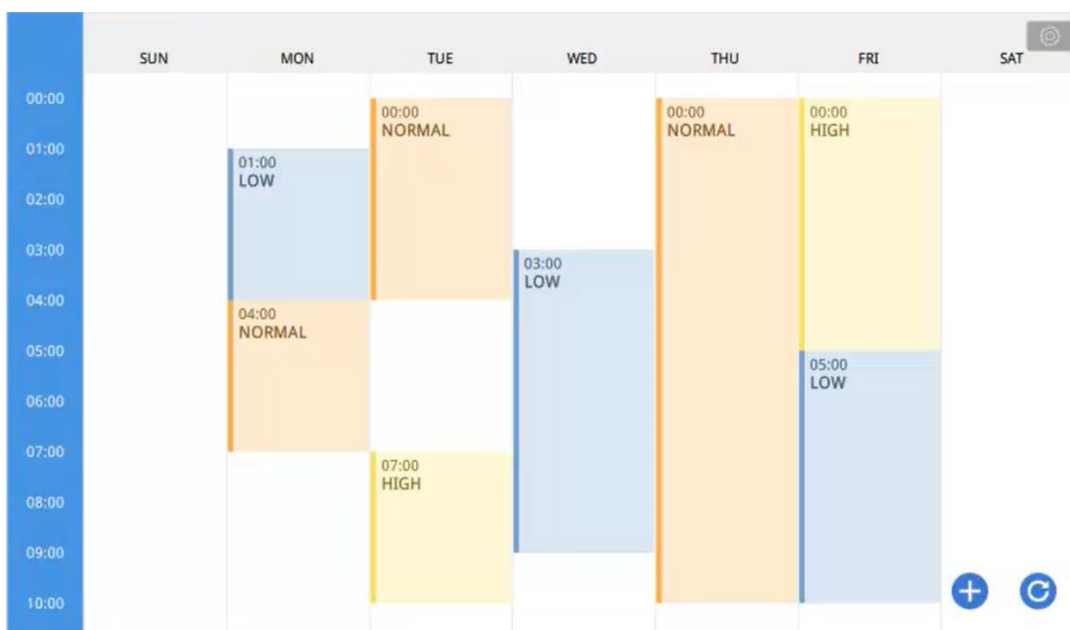 SUN MON TUE WED THU FRI SAT
00:00
01:00
02:00
03:00
04:00
05:00
06:00
07:00
08:00
09:00
10:00
01:00
LOW
04:00
NORMAL
00:00
NORMAL
07:00
HIGH
03:00
LOW
00:00
NORMAL
00:00
HIGH
05:00
LOW